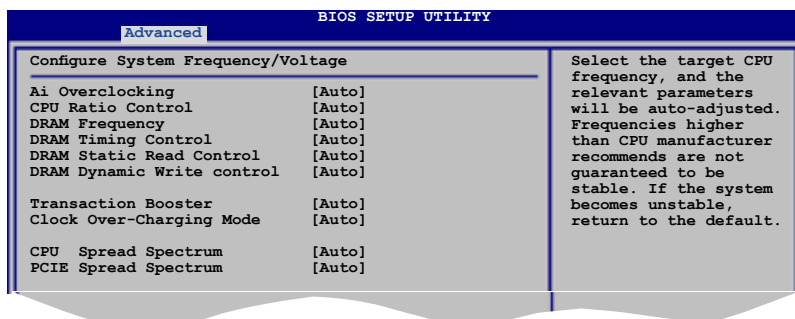 BIOS SETUP UTILITY
Advanced
Configure System Frequency/Voltage
Ai Overclocking [Auto]
CPU Ratio Control [Auto]
DRAM Frequency [Auto]
DRAM Timing Control [Auto]
DRAM Static Read Control [Auto]
DRAM Dynamic Write control [Auto]
Transaction Booster [Auto]
Clock Over-Charging Mode [Auto]
CPU Spread Spectrum [Auto]
PCIE Spread Spectrum [Auto]
Select the target CPU
frequency, and the
relevant parameters
will be auto-adjusted.
Frequencies higher
than CPU manufacturer
recommends are not
guaranteed to be
stable. If the system
becomes unstable,
return to the default.